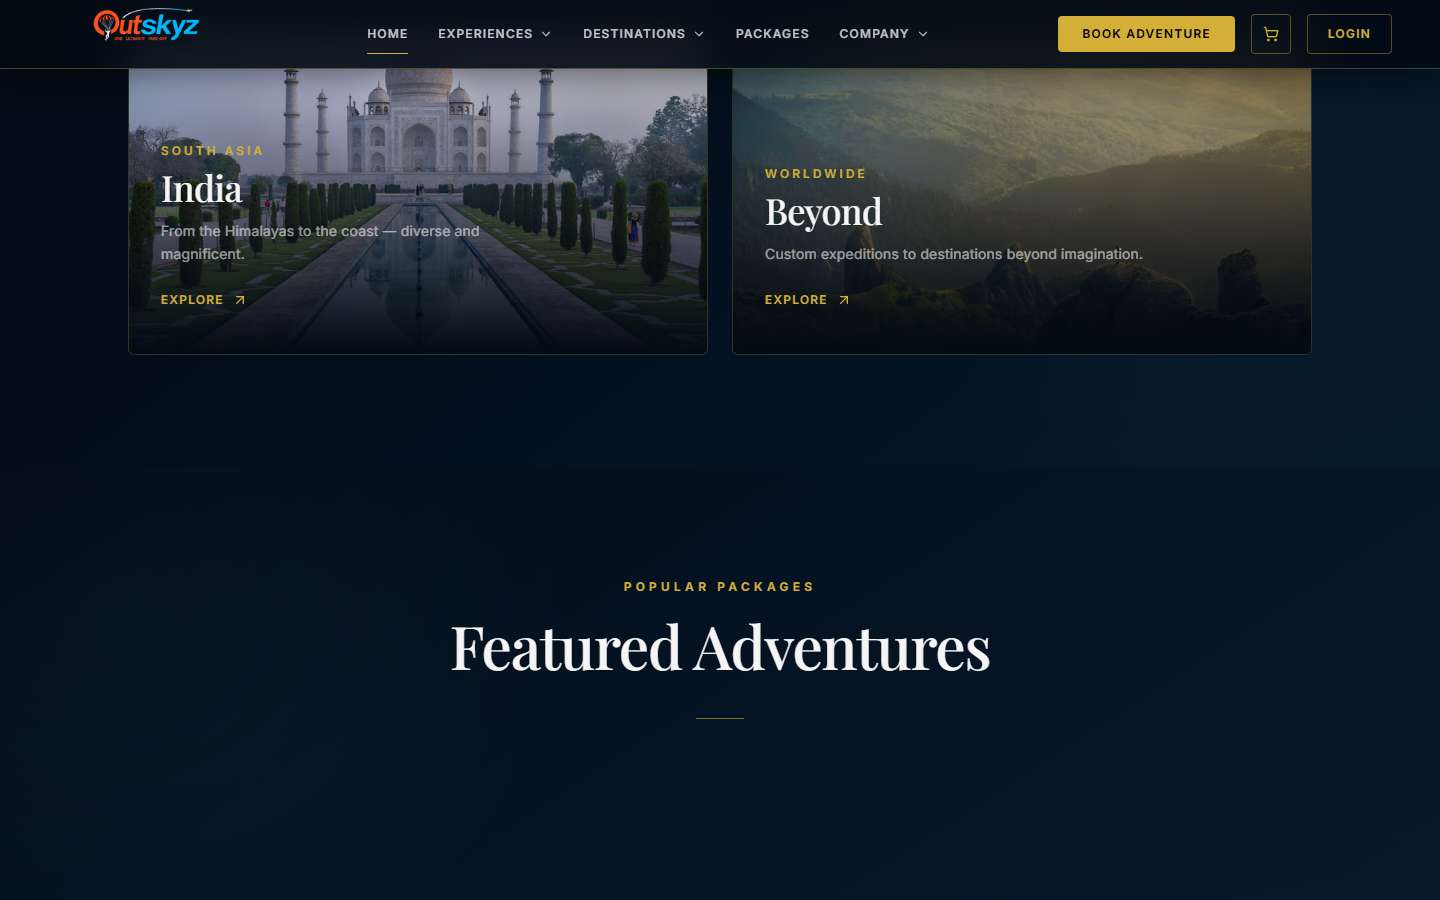 Outskyz
HOME
EXPERIENCES
DESTINATIONS
PACKAGES
COMPANY
BOOK ADVENTURE
LOGIN
SOUTH ASIA
India
From the Himalayas to the coast — diverse and
magnificent.
EXPLORE
WORLDWIDE
Beyond
Custom expeditions to destinations beyond imagination.
EXPLORE
POPULAR PACKAGES
Featured Adventures